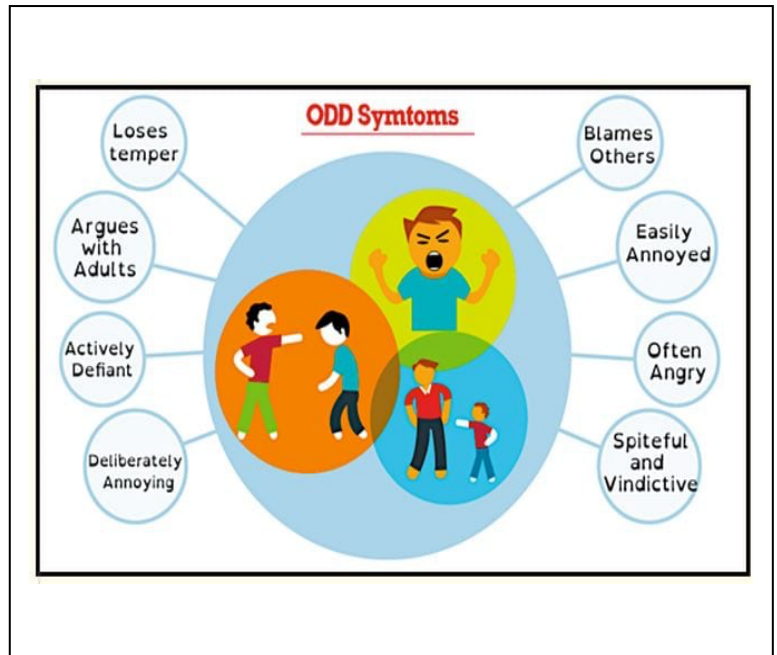 ODD Symtoms
Loses
temper
Argues
with
Adults
Actively
Defiant
Deliberately
Annoying
Blames
Others
Easily
Annoyed
Often
Angry
Spiteful
and
Vindictive